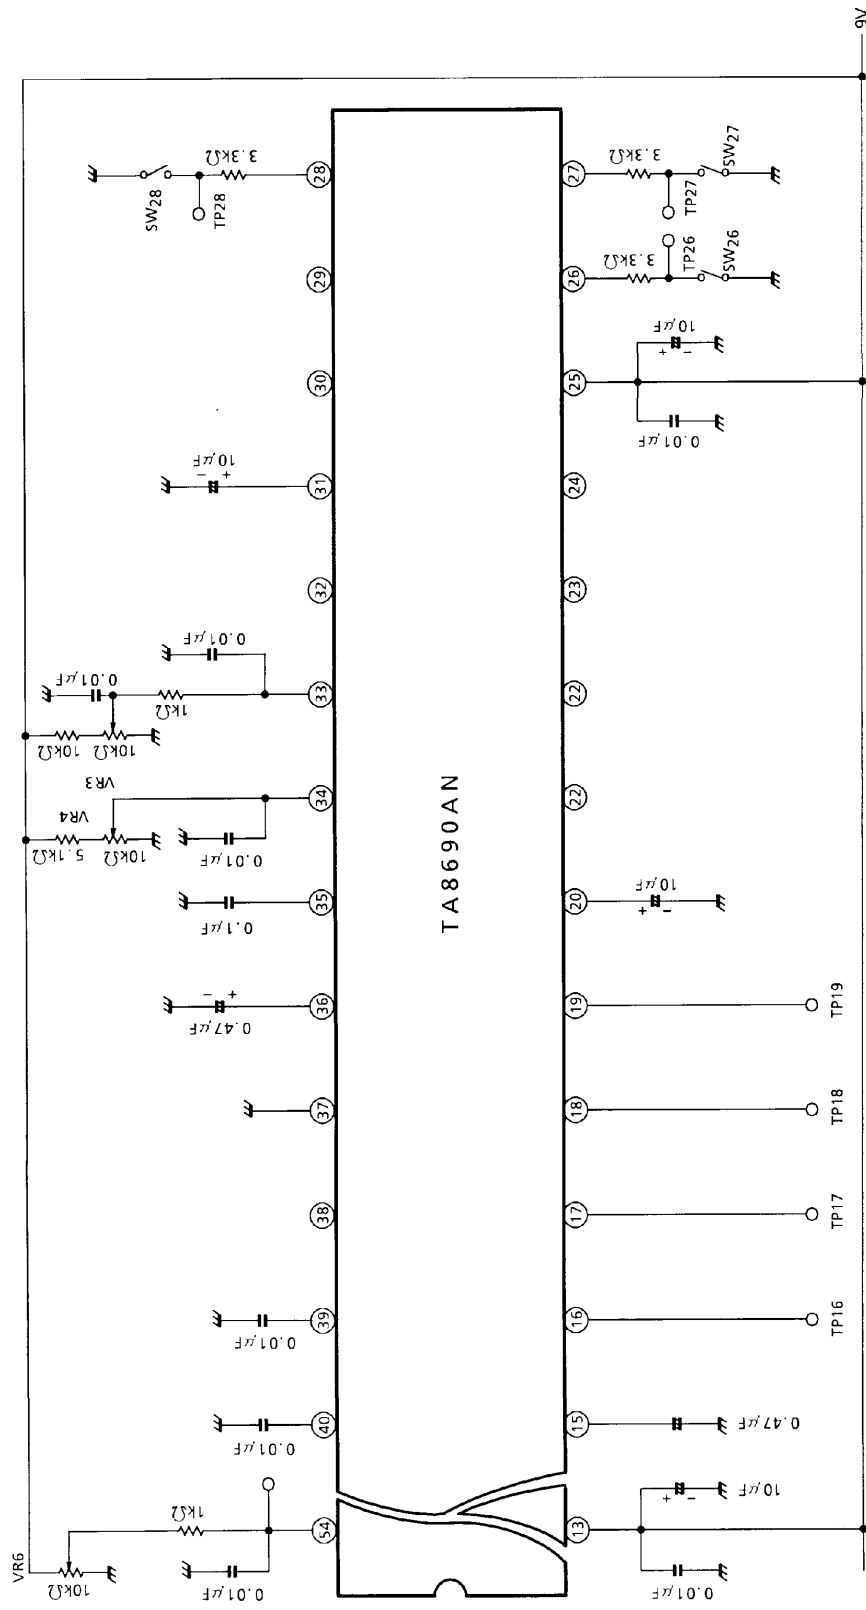 9V
SW28
TP28
3.3kΩ
28
27
3.3kΩ
TP27
SW27
29
26
3.3kΩ
TP26
SW26
30
25
10μF
+
−
0.01μF
31
10μF
−
+
24
32
23
33
0.01μF
0.01μF
1kΩ
10kΩ
10kΩ
VR3
22
34
VR4
5.1kΩ
10kΩ
0.01μF
22
TA8690AN
35
0.1μF
20
10μF
+
−
36
0.47μF
−
+
19
TP19
37
18
TP18
38
17
TP17
39
0.01μF
16
TP16
40
0.01μF
15
0.47μF
54
1kΩ
VR6
10kΩ
0.01μF
13
10μF
+
−
0.01μF